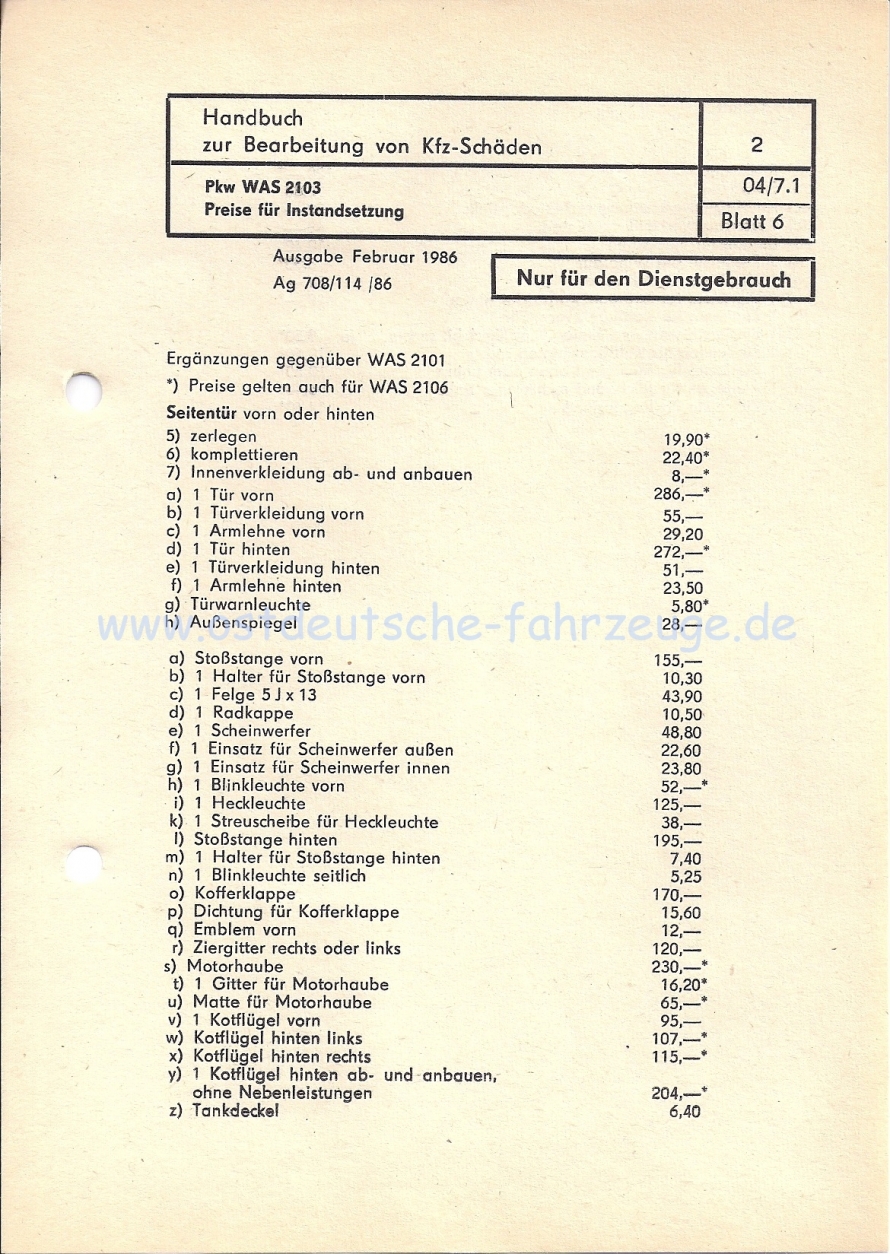 Handbuch
zur Bearbeitung von Kfz-Schäden
2
Pkw WAS 2103
Preise für Instandsetzung
04/7.1
Blatt 6
Ausgabe Februar 1986
Ag 708/114 /86
Nur für den Dienstgebrauch
Ergänzungen gegenüber WAS 2101
*) Preise gelten auch für WAS 2106
Seitentür vorn oder hinten
5) zerlegen 19,90*
6) komplettieren 22,40*
7) Innenverkleidung ab- und anbauen 8,—*
a) 1 Tür vorn 286,—*
b) 1 Türverkleidung vorn 55,—
c) 1 Armlehne vorn 29,20
d) 1 Tür hinten 272,—*
e) 1 Türverkleidung hinten 51,—
f) 1 Armlehne hinten 23,50
g) Türwarnleuchte 5,80*
www.ostdeutsche-fahrzeuge.de
h) Außenspiegel 28,—
a) Stoßstange vorn 155,—
b) 1 Halter für Stoßstange vorn 10,30
c) 1 Felge 5 J x 13 43,90
d) 1 Radkappe 10,50
e) 1 Scheinwerfer 48,80
f) 1 Einsatz für Scheinwerfer außen 22,60
g) 1 Einsatz für Scheinwerfer innen 23,80
h) 1 Blinkleuchte vorn 52,—*
i) 1 Heckleuchte 125,—
k) 1 Streuscheibe für Heckleuchte 38,—
l) Stoßstange hinten 195,—
m) 1 Halter für Stoßstange hinten 7,40
n) 1 Blinkleuchte seitlich 5,25
o) Kofferklappe 170,—
p) Dichtung für Kofferklappe 15,60
q) Emblem vorn 12,—
r) Ziergitter rechts oder links 120,—
s) Motorhaube 230,—*
t) 1 Gitter für Motorhaube 16,20*
u) Matte für Motorhaube 65,—*
v) 1 Kotflügel vorn 95,—
w) Kotflügel hinten links 107,—*
x) Kotflügel hinten rechts 115,—*
y) 1 Kotflügel hinten ab- und anbauen,
ohne Nebenleistungen 204,—*
z) Tankdeckel 6,40